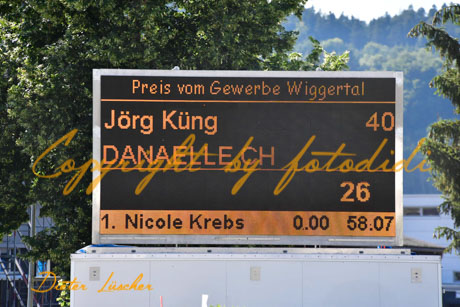 Preis vom Gewerbe Wiggertal
Jörg Küng 40
DANAELLE CH
26
1. Nicole Krebs 0.00 58.07
Copyright by fotodidi
Dieter Lüscher